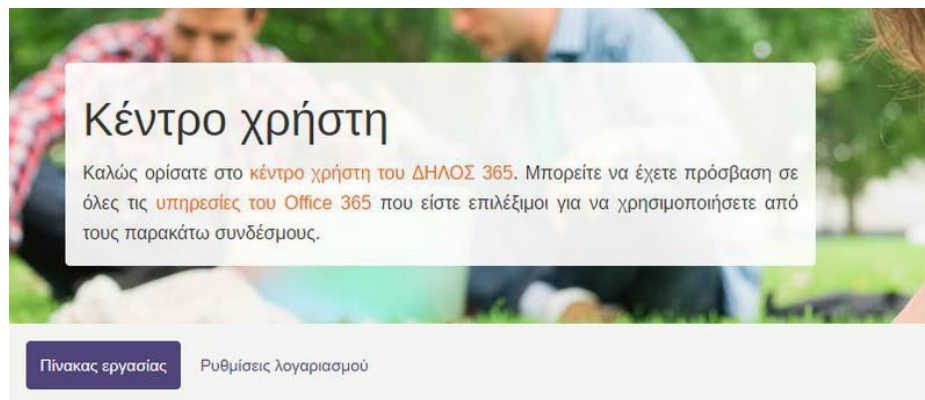 Κέντρο χρήστη
Καλώς ορίσατε στο κέντρο χρήστη του ΔΗΛΟΣ 365. Μπορείτε να έχετε πρόσβαση σε
όλες τις υπηρεσίες του Office 365 που είστε επιλέξιμοι για να χρησιμοποιήσετε από
τους παρακάτω συνδέσμους.
Πίνακας εργασίας Ρυθμίσεις λογαριασμού